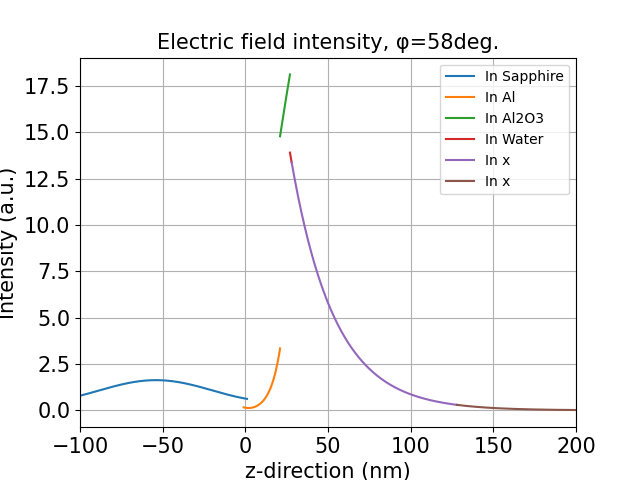 Electric field intensity, φ=58deg.
Intensity (a.u.)
17.5
15.0
12.5
10.0
7.5
5.0
2.5
0.0
In Sapphire
In Al
In Al2O3
In Water
In x
In x
−100
−50
0
50
100
150
200
z-direction (nm)